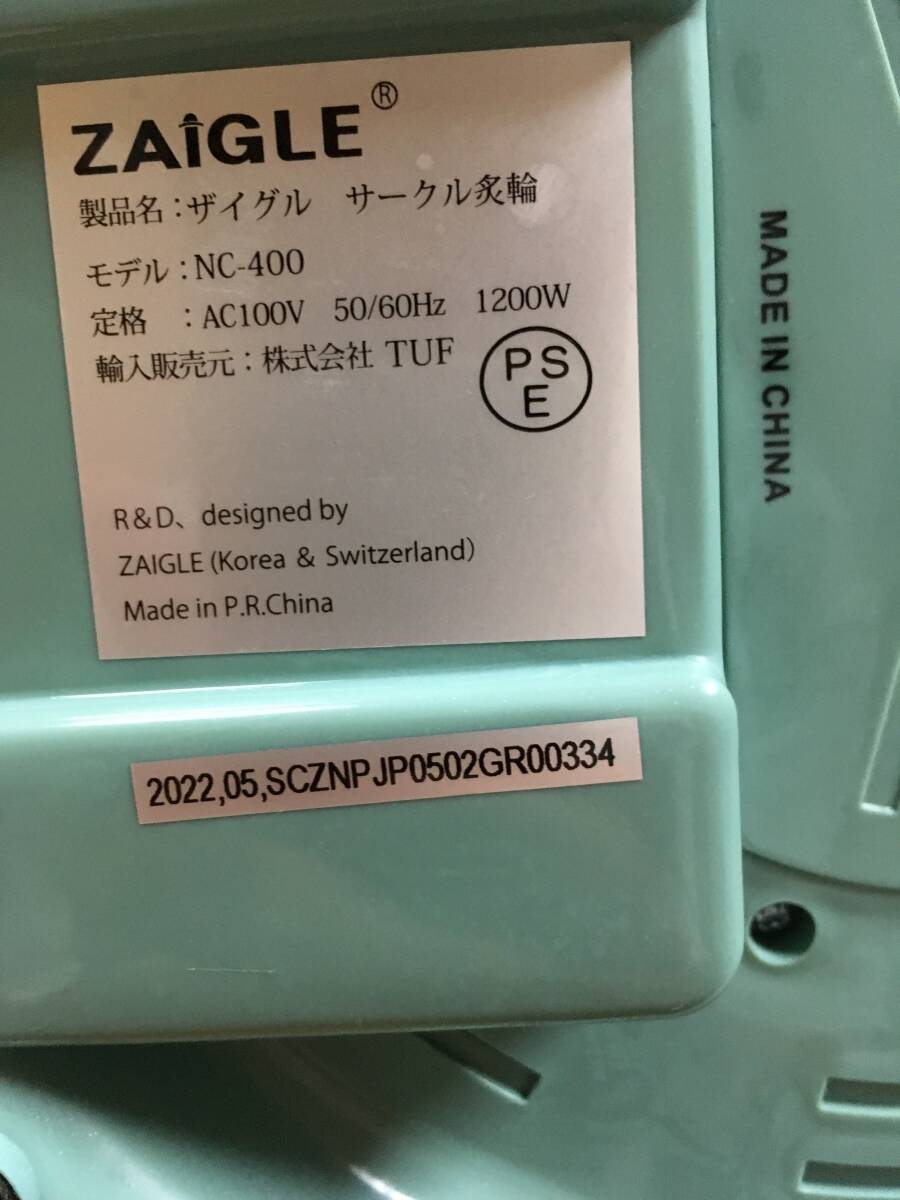 ZAiGLE®
製品名：ザイグル　サークル炙輪
モデル：NC-400
定格　：AC100V　50/60Hz　1200W
輸入販売元：株式会社 TUF
PS
E
R&D、designed by
ZAIGLE (Korea & Switzerland)
Made in P.R.China
MADE IN CHINA
2022,05,SCZNPJP0502GR00334